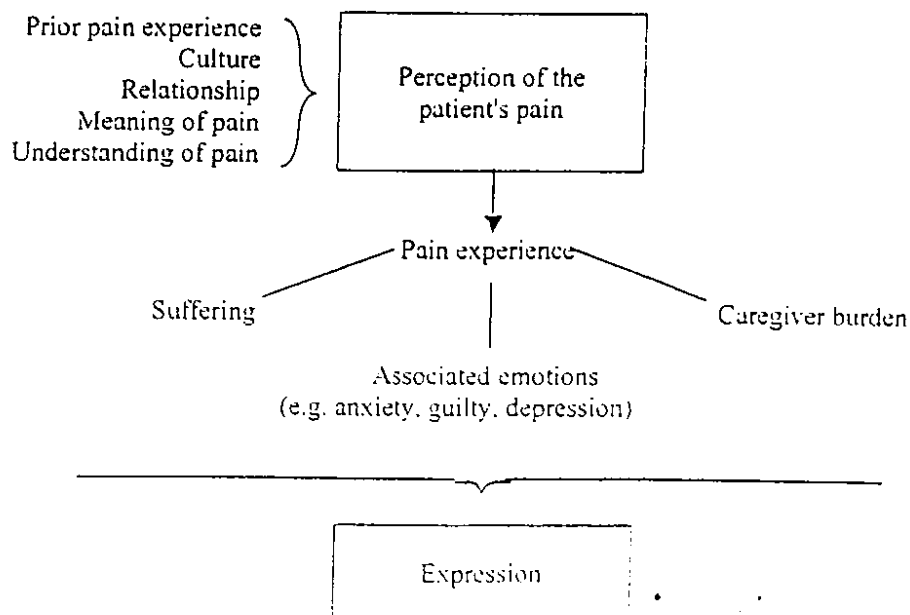 Prior pain experience
Culture
Relationship
Meaning of pain
Understanding of pain
Perception of the
patient's pain
Pain experience
Suffering
Caregiver burden
Associated emotions
(e.g. anxiety, guilty, depression)
Expression